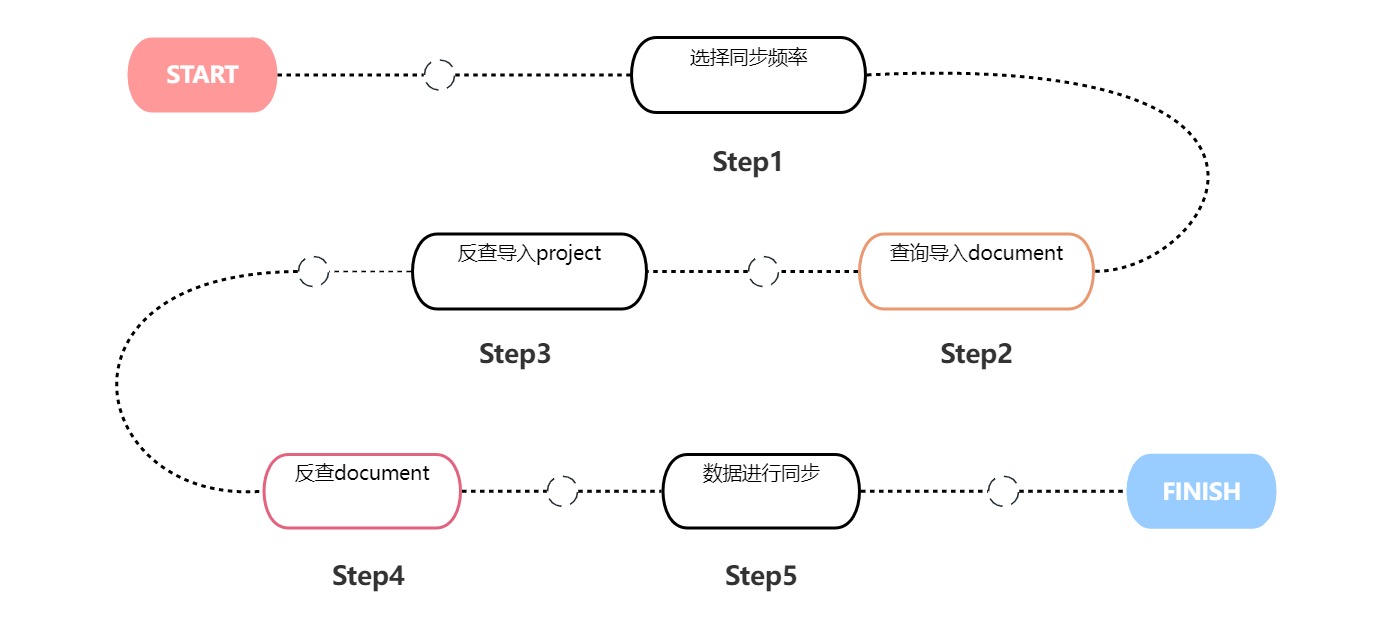 START
选择同步频率
Step1
查询导入document
Step2
反查导入project
Step3
反查document
Step4
数据进行同步
Step5
FINISH